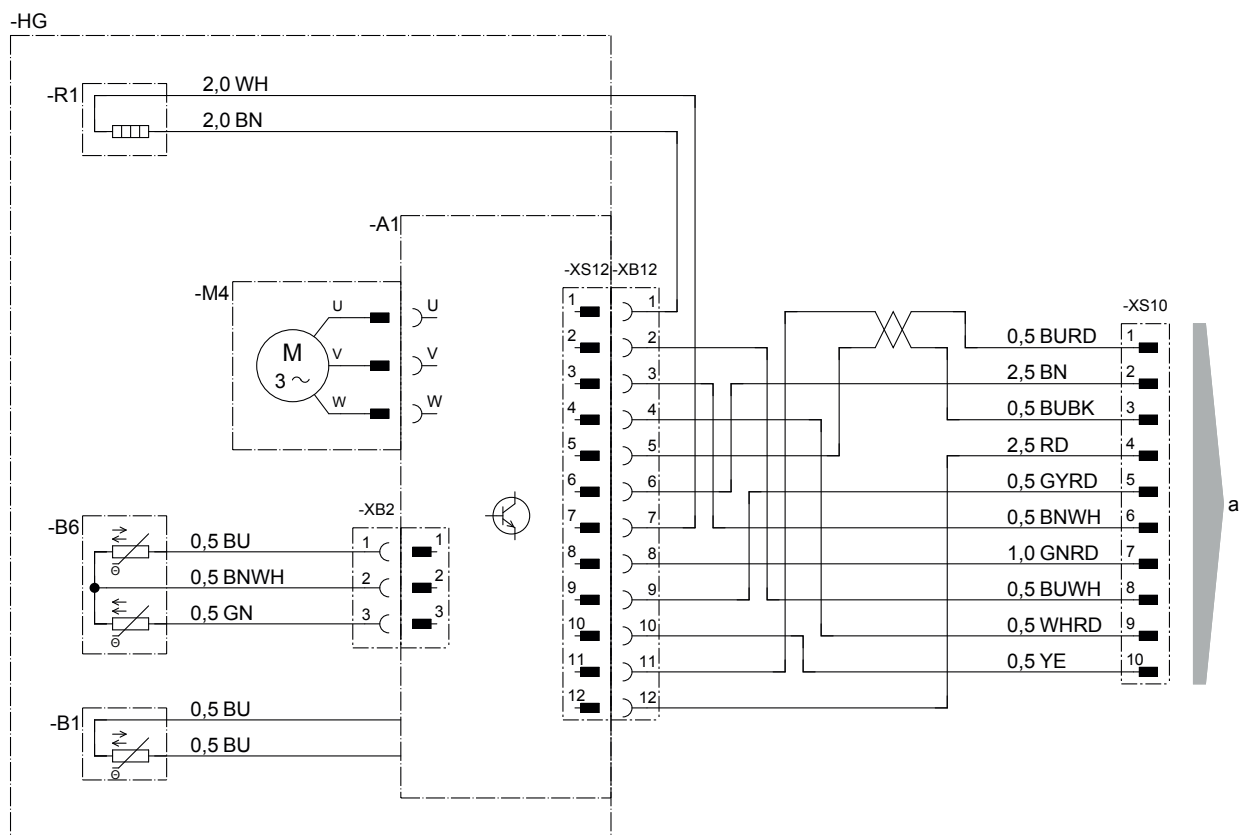 -HG
-R1
2,0 WH
2,0 BN
-A1
-XS12 -XB12
-M4
U
V
W
M
3 ~
U
V
W
1
2
3
4
5
6
7
8
9
10
11
12
1
2
3
4
5
6
7
8
9
10
11
12
-XS10
0,5 BURD 1
2,5 BN 2
0,5 BUBK 3
2,5 RD 4
0,5 GYRD 5
0,5 BNWH 6
1,0 GNRD 7
0,5 BUWH 8
0,5 WHRD 9
0,5 YE 10
a
-XB2
-B6
0,5 BU 1 1
0,5 BNWH 2 2
0,5 GN 3 3
Θ
Θ
-B1
0,5 BU
0,5 BU
Θ